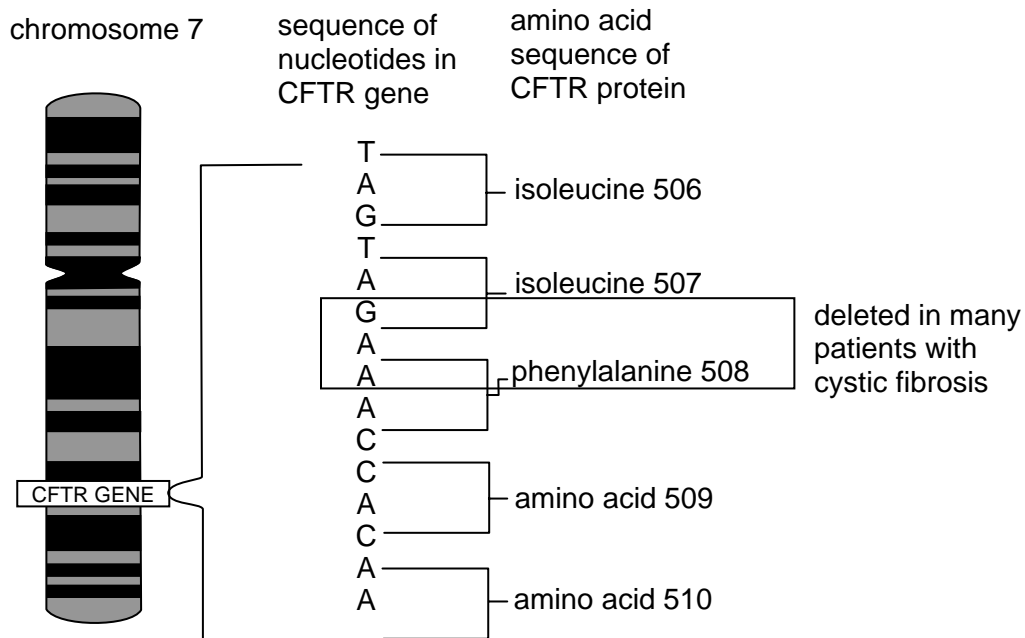 chromosome 7
sequence of
nucleotides in
CFTR gene
amino acid
sequence of
CFTR protein
T
A
G
T
A
G
A
A
A
C
C
A
C
A
A
isoleucine 506
isoleucine 507
phenylalanine 508
amino acid 509
amino acid 510
deleted in many
patients with
cystic fibrosis
CFTR GENE